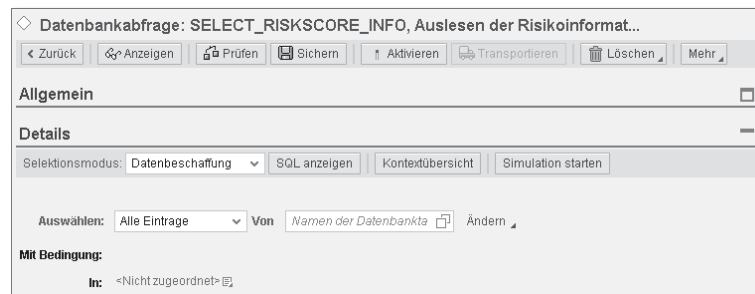 Datenbankabfrage: SELECT_RISKSCORE_INFO, Auslesen der Risikoinformat...
Zurück Anzeigen Prüfen Sichern Aktivieren Transportieren Löschen Mehr
Allgemein
Details
Selektionsmodus: Datenbeschaffung SQL anzeigen Kontextübersicht Simulation starten
Auswählen: Alle Eintrage Von Namen der Datenbankta Ändern
Mit Bedingung:
In: <Nicht zugeordnet>